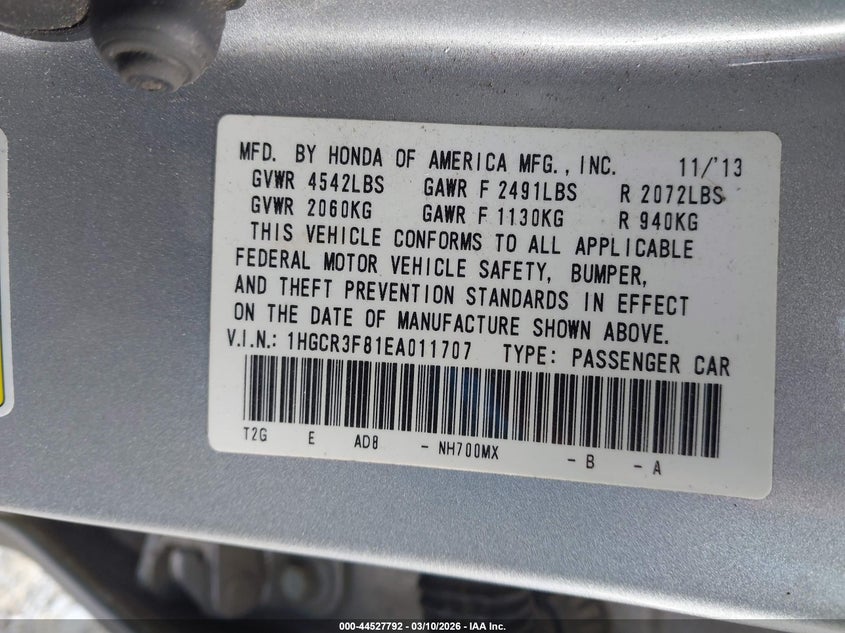 MFD. BY HONDA OF AMERICA MFG., INC. 11/'13
GVWR 4542LBS GAWR F 2491LBS R 2072LBS
GVWR 2060KG GAWR F 1130KG R 940KG
THIS VEHICLE CONFORMS TO ALL APPLICABLE
FEDERAL MOTOR VEHICLE SAFETY, BUMPER,
AND THEFT PREVENTION STANDARDS IN EFFECT
ON THE DATE OF MANUFACTURE SHOWN ABOVE.
V.I.N.: 1HGCR3F81EA011707 TYPE: PASSENGER CAR
T2G E AD8 - NH700MX - B - A
000-44527792 - 03/10/2026 - IAA Inc.